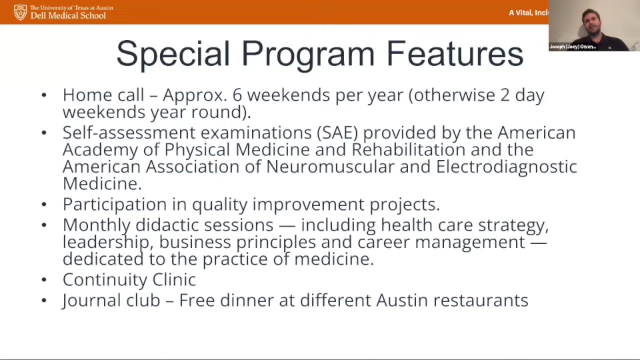 The University of Texas at Austin
Dell Medical School
A Vital, Incl
Special Program Features
• Home call – Approx. 6 weekends per year (otherwise 2 day
weekends year round).
• Self-assessment examinations (SAE) provided by the American
Academy of Physical Medicine and Rehabilitation and the
American Association of Neuromuscular and Electrodiagnostic
Medicine.
• Participation in quality improvement projects.
• Monthly didactic sessions — including health care strategy,
leadership, business principles and career management —
dedicated to the practice of medicine.
• Continuity Clinic
• Journal club – Free dinner at different Austin restaurants
Joseph (Joey)